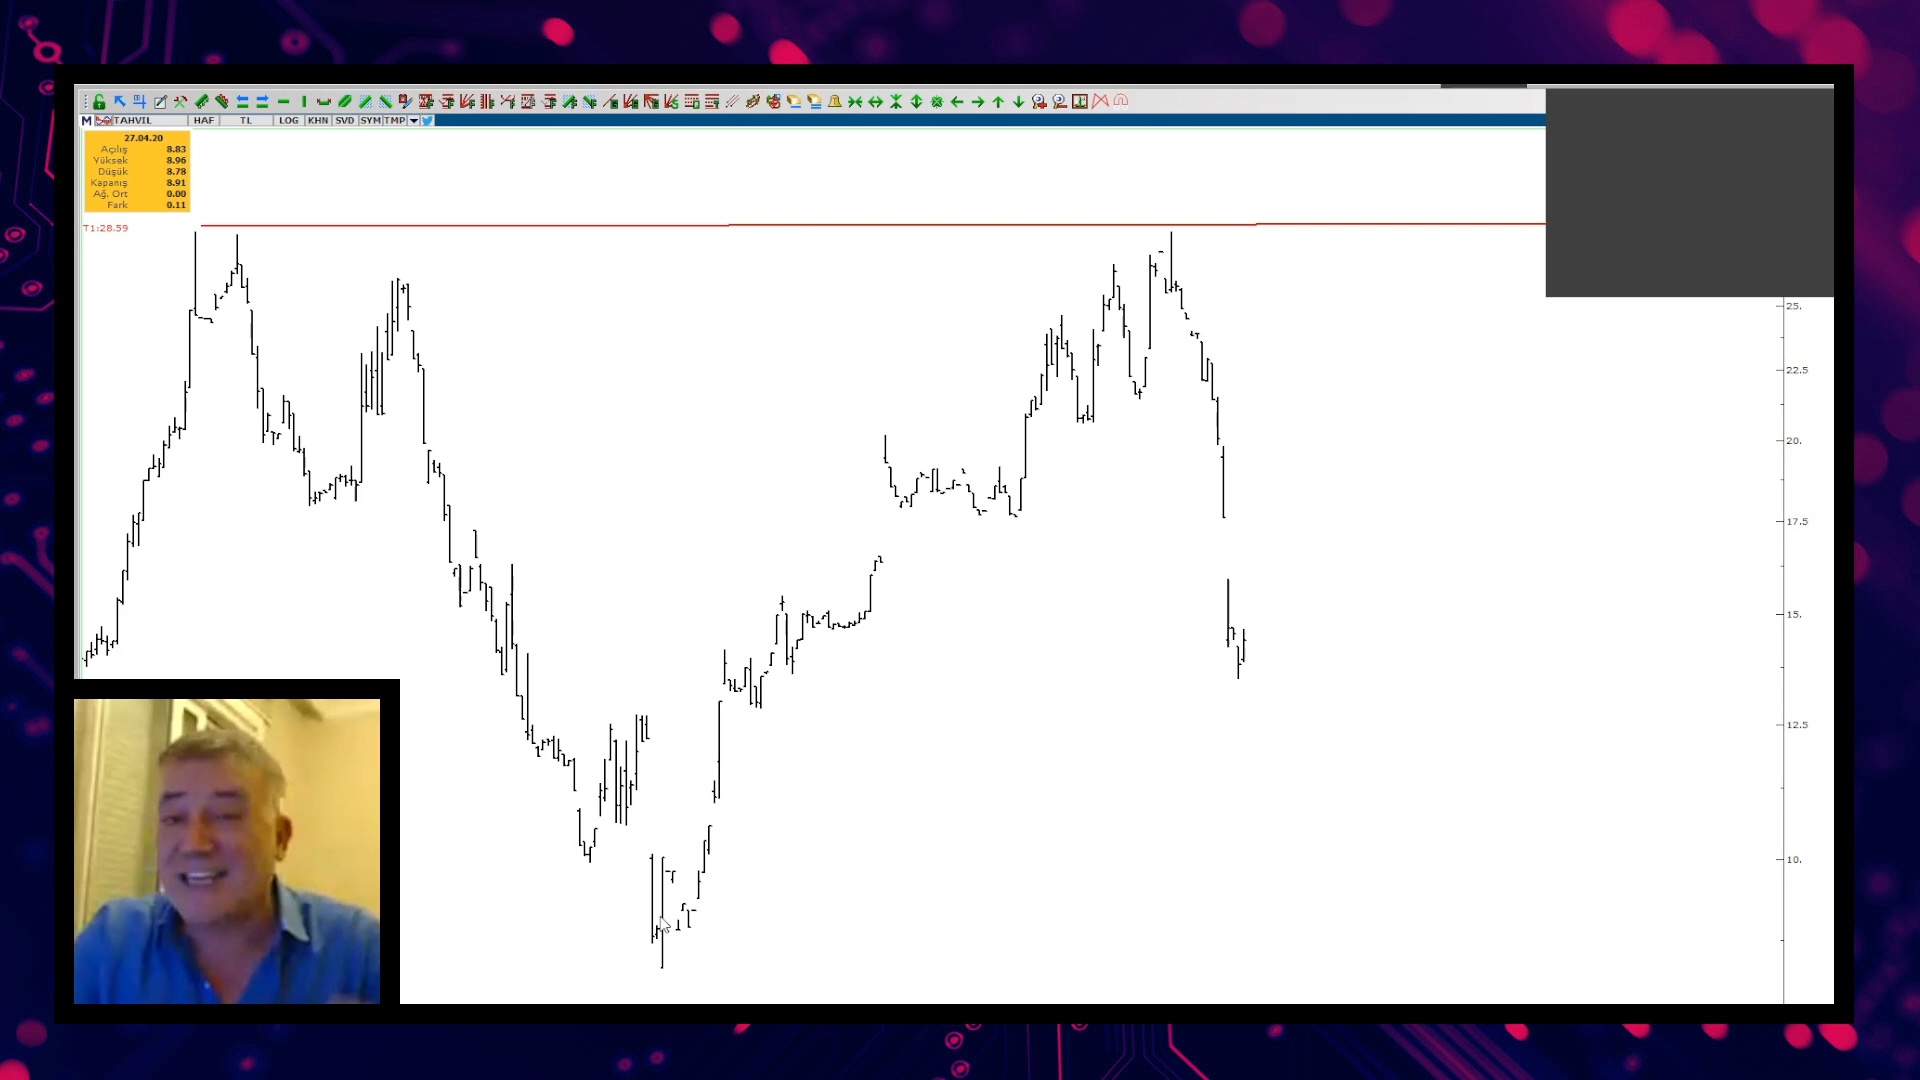 M TAHVIL HAF TL LOG KHN SVD SYM TMP
27.04.20
Açılış 8.83
Yüksek 8.96
Düşük 8.78
Kapanış 8.91
Ağ. Ort 0.00
Fark 0.11
T1:28.59
25.
22.5
20.
17.5
15.
12.5
10.